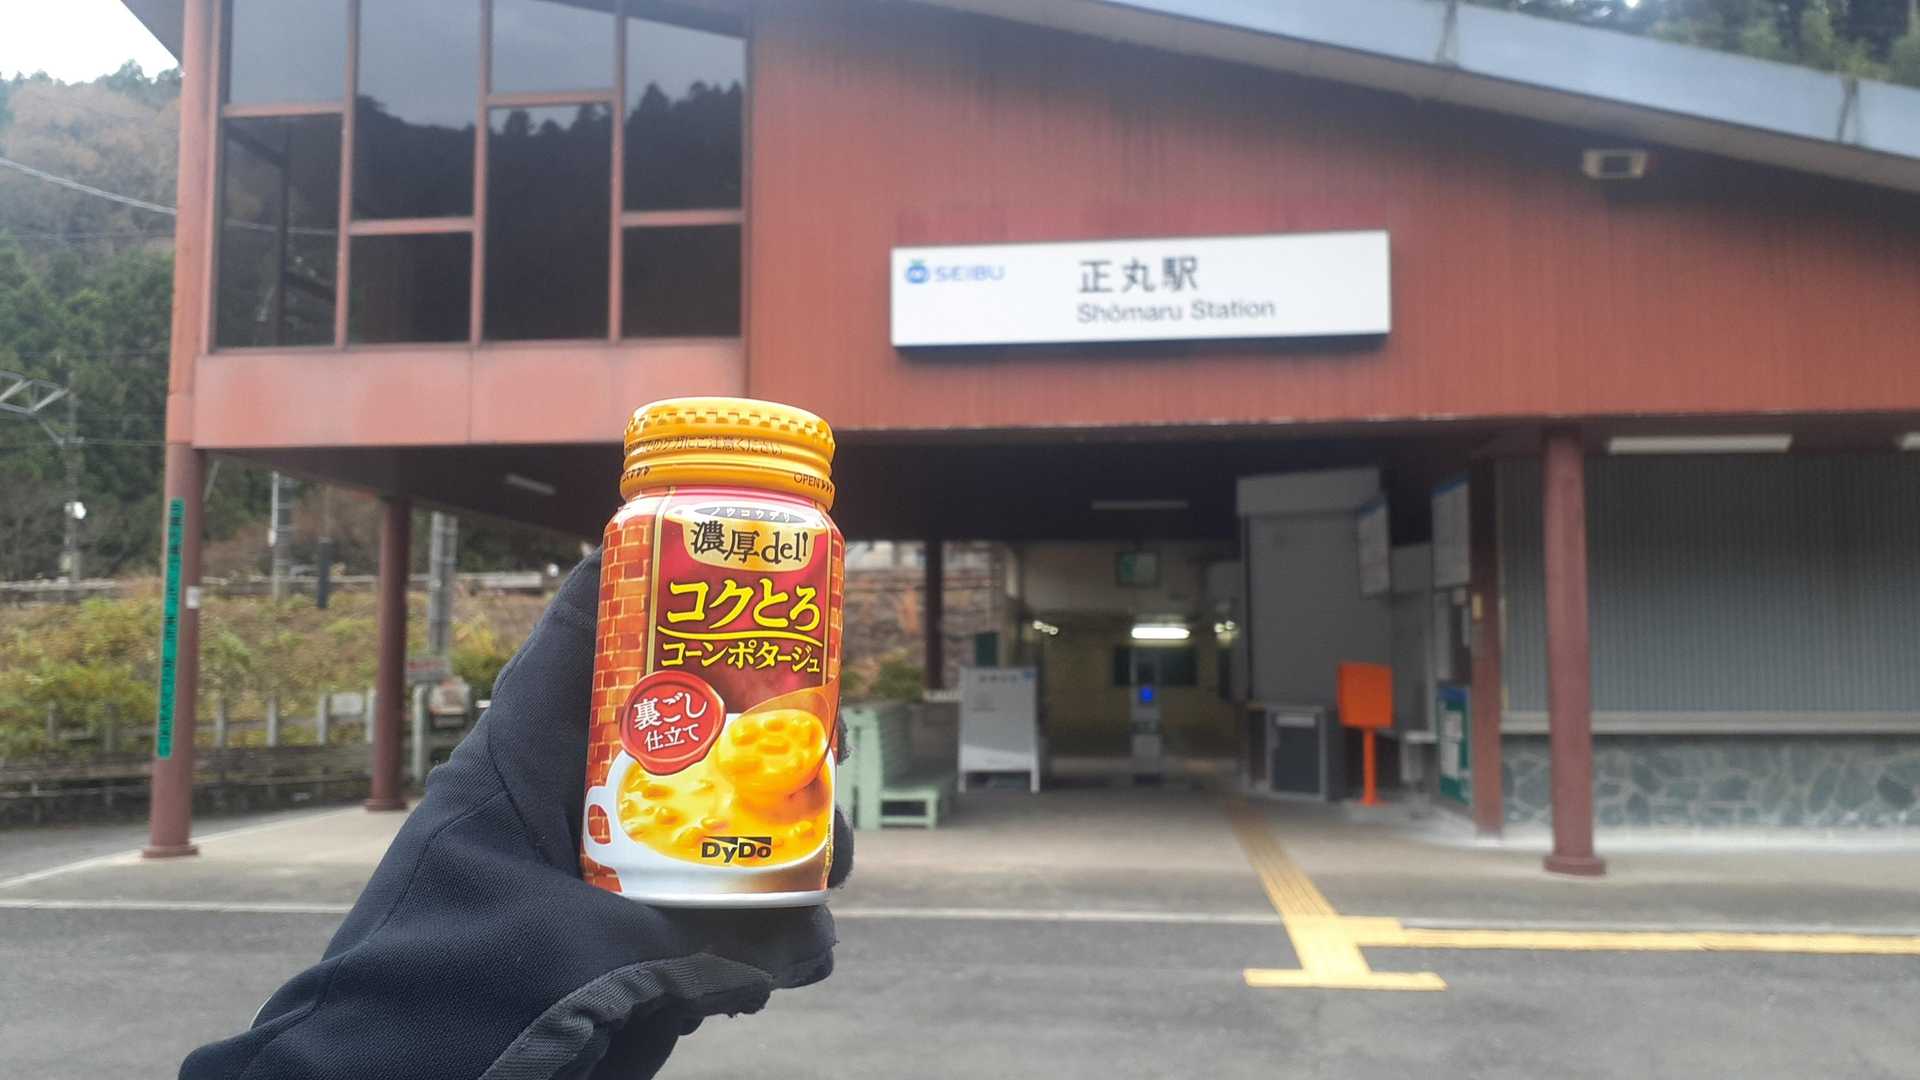 SEIBU
正丸駅
Shōmaru Station
OPEN
ノウコウデリ
濃厚deli
コクとろ
コーンポタージュ
裏ごし
仕立て
DyDo